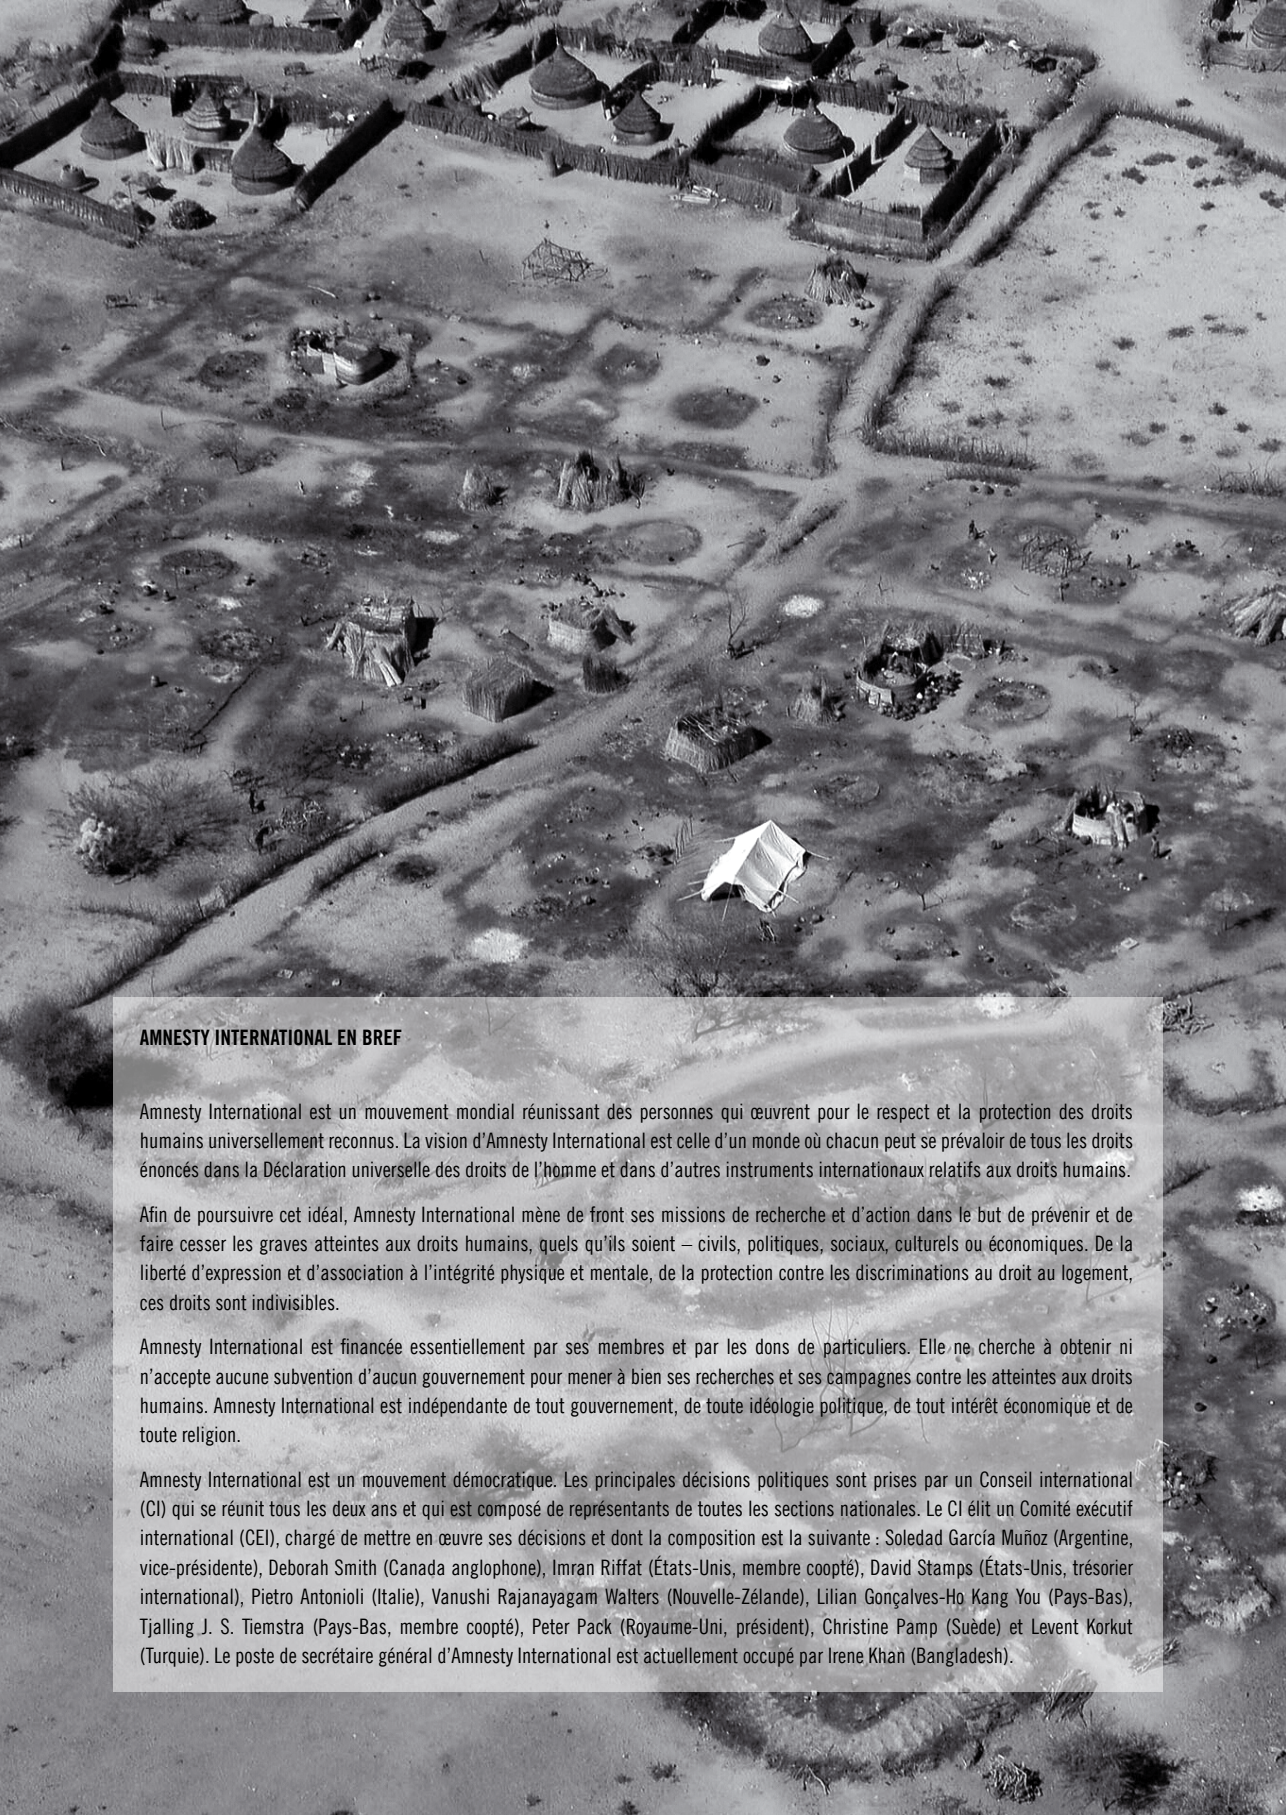 AMNESTY INTERNATIONAL EN BREF
Amnesty International est un mouvement mondial réunissant des personnes qui œuvrent pour le respect et la protection des droits
humains universellement reconnus. La vision d’Amnesty International est celle d’un monde où chacun peut se prévaloir de tous les droits
énoncés dans la Déclaration universelle des droits de l’homme et dans d’autres instruments internationaux relatifs aux droits humains.
Afin de poursuivre cet idéal, Amnesty International mène de front ses missions de recherche et d’action dans le but de prévenir et de
faire cesser les graves atteintes aux droits humains, quels qu’ils soient – civils, politiques, sociaux, culturels ou économiques. De la
liberté d’expression et d’association à l’intégrité physique et mentale, de la protection contre les discriminations au droit au logement,
ces droits sont indivisibles.
Amnesty International est financée essentiellement par ses membres et par les dons de particuliers. Elle ne cherche à obtenir ni
n’accepte aucune subvention d’aucun gouvernement pour mener à bien ses recherches et ses campagnes contre les atteintes aux droits
humains. Amnesty International est indépendante de tout gouvernement, de toute idéologie politique, de tout intérêt économique et de
toute religion.
Amnesty International est un mouvement démocratique. Les principales décisions politiques sont prises par un Conseil international
(CI) qui se réunit tous les deux ans et qui est composé de représentants de toutes les sections nationales. Le CI élit un Comité exécutif
international (CEI), chargé de mettre en œuvre ses décisions et dont la composition est la suivante : Soledad García Muñoz (Argentine,
vice-présidente), Deborah Smith (Canada anglophone), Imran Riffat (États-Unis, membre coopté), David Stamps (États-Unis, trésorier
international), Pietro Antonioli (Italie), Vanushi Rajanayagam Walters (Nouvelle-Zélande), Lilian Gonçalves-Ho Kang You (Pays-Bas),
Tjalling J. S. Tiemstra (Pays-Bas, membre coopté), Peter Pack (Royaume-Uni, président), Christine Pamp (Suède) et Levent Korkut
(Turquie). Le poste de secrétaire général d’Amnesty International est actuellement occupé par Irene Khan (Bangladesh).